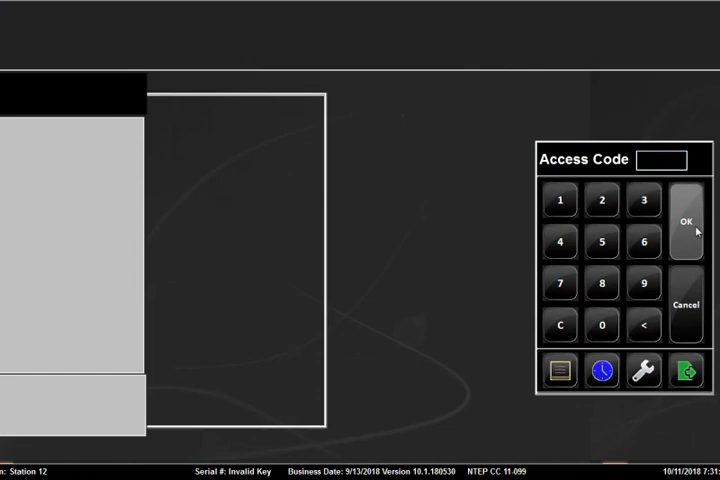 Access Code
1 2 3 OK
4 5 6
7 8 9 Cancel
C 0 <
n: Station 12 Serial #: Invalid Key Business Date: 9/13/2018 Version 10.1.180530 NTEP CC 11-099 10/11/2018 7:31: